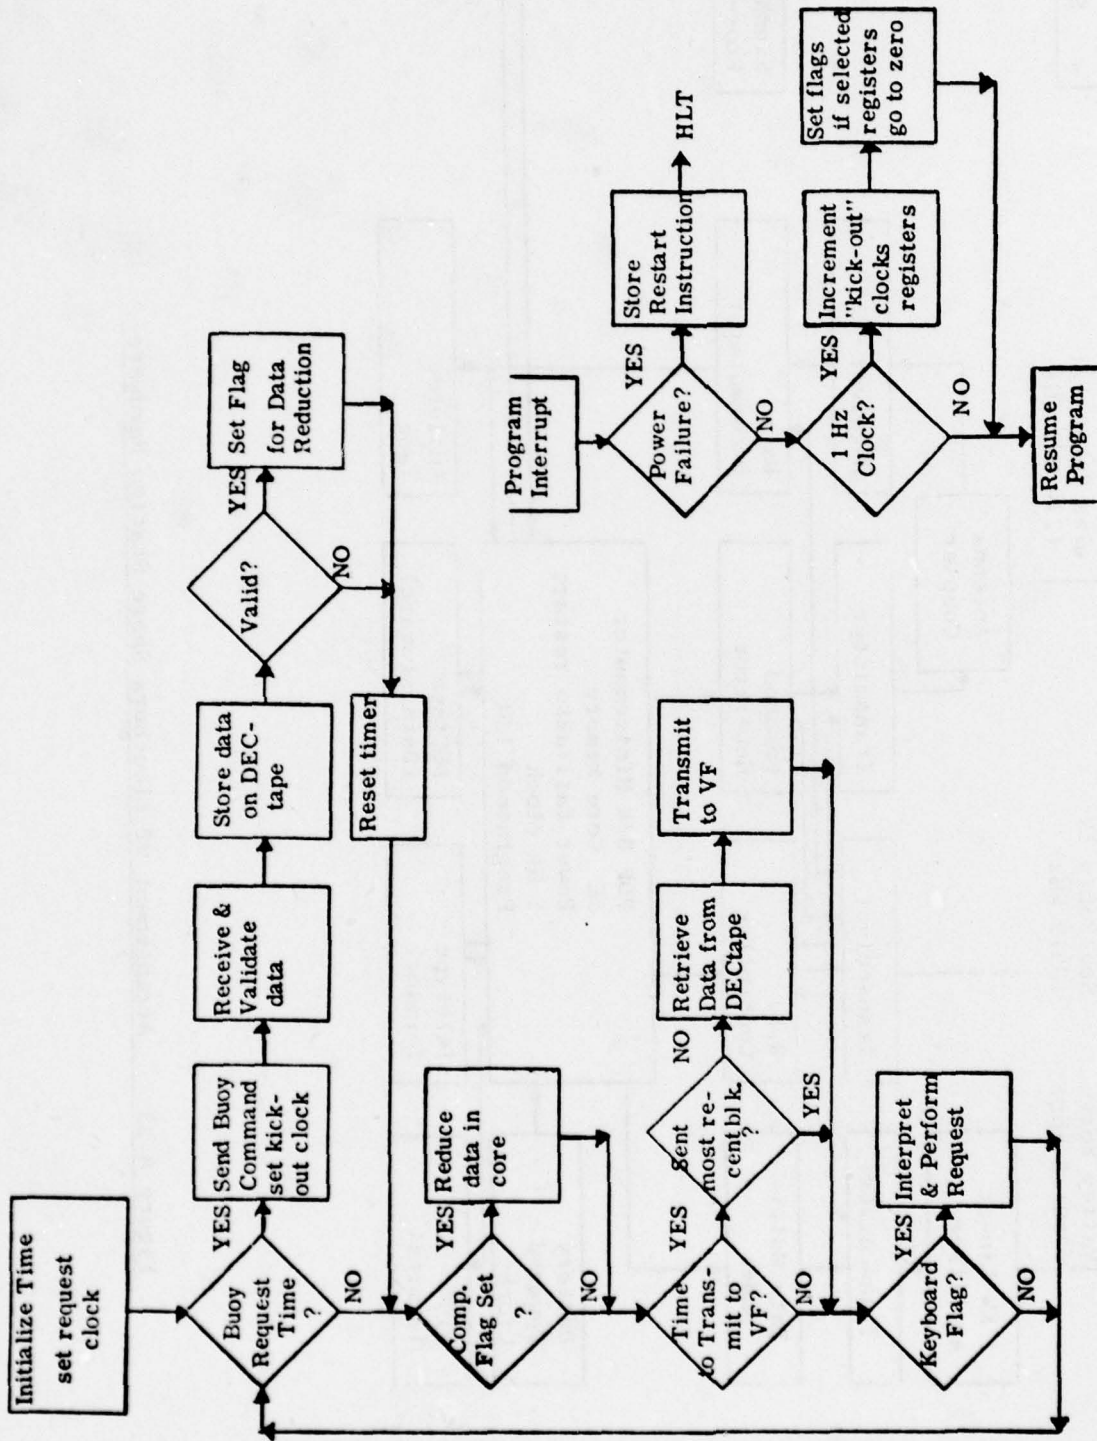 Initialize Time
set request
clock
Buoy
Request
Time
?
YES
NO
Send Buoy
Command
set kick-
out clock
Receive &
Validate
data
Store data
on DEC-
tape
Valid?
YES
NO
Set Flag
for Data
Reduction
Reset timer
Comp.
Flag Set
?
YES
NO
Reduce
data in
core
Time
to Trans-
mit to
VF?
YES
NO
Sent
most re-
cent blk.
?
NO
YES
Retrieve
Data from
DECtape
Transmit
to VF
Keyboard
Flag?
YES
NO
Interpret
& Perform
Request
Program
Interrupt
Power
Failure?
YES
NO
Store
Restart
Instruction
HLT
1 Hz
Clock?
YES
NO
Increment
"kick-out"
clocks
registers
Set flags
if selected
registers
go to zero
Resume
Program